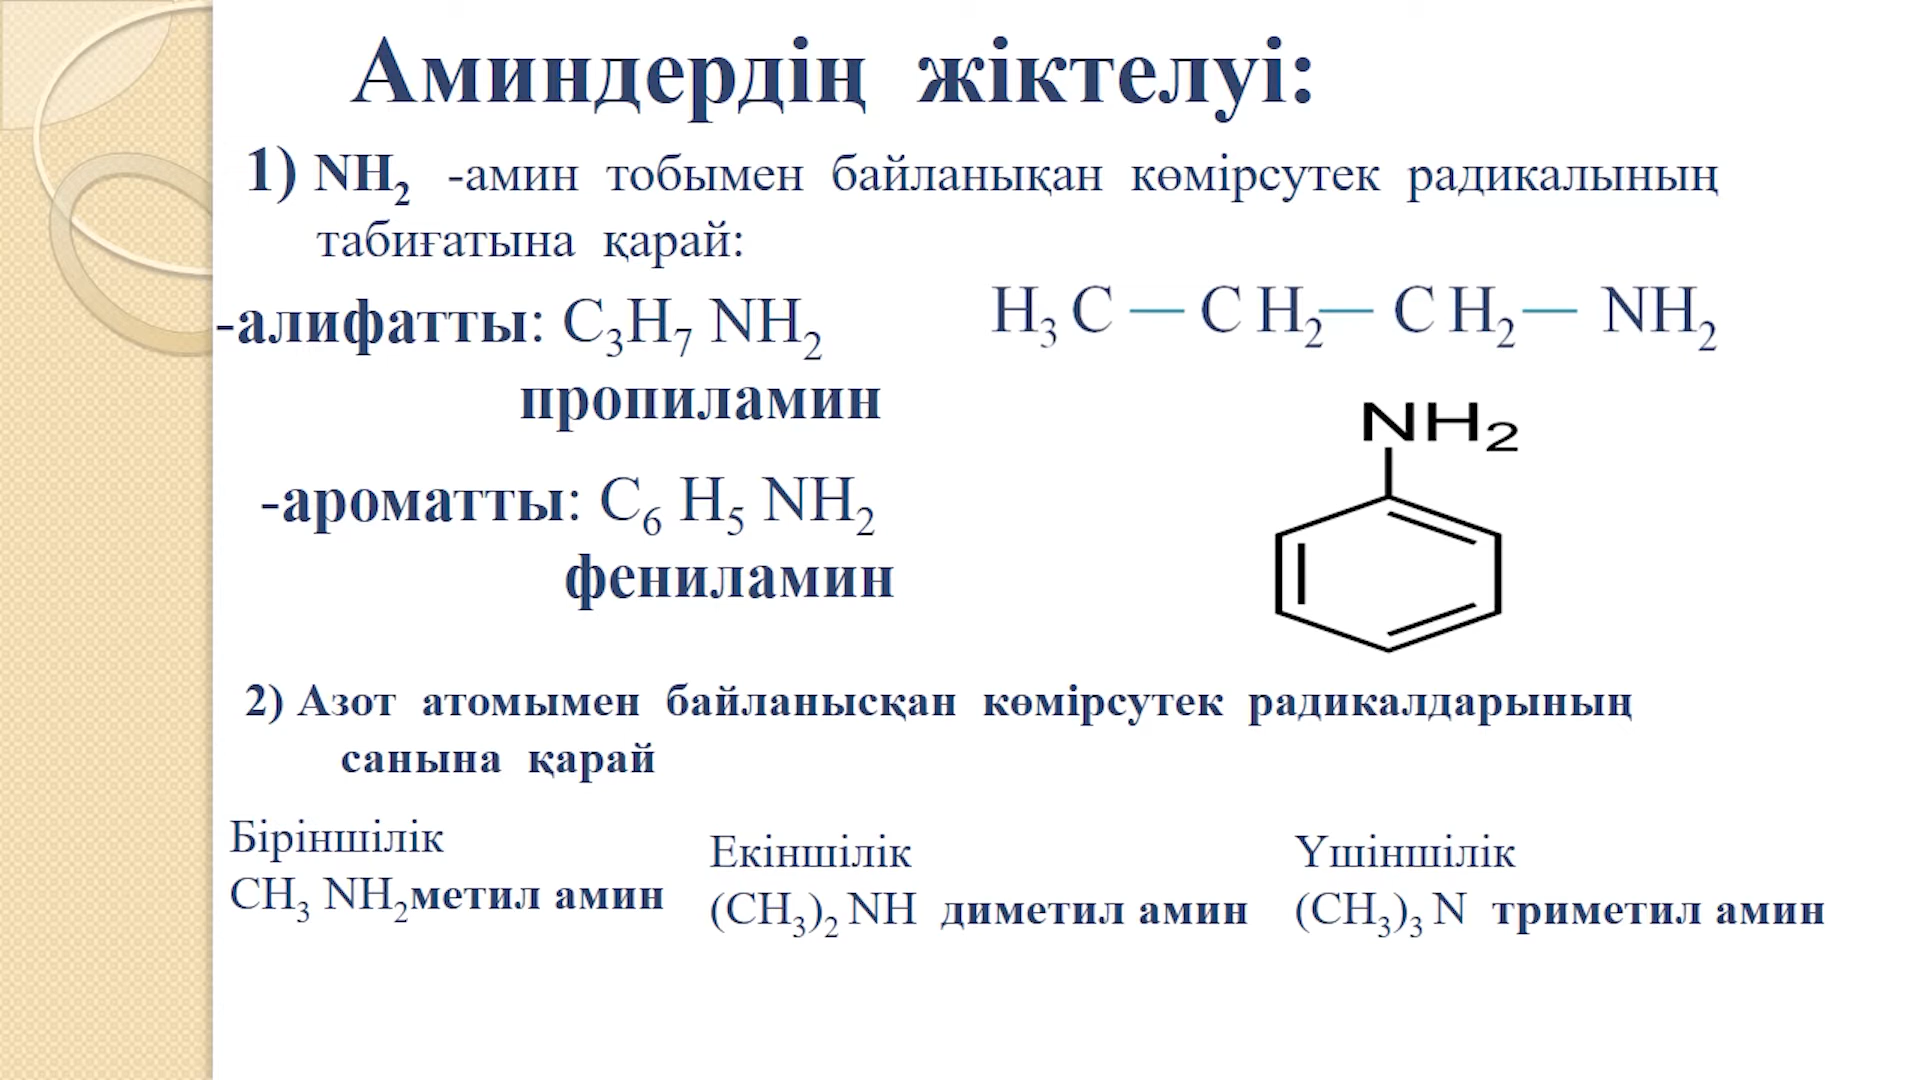 Аминдердің жіктелуі:
1) NH₂ -амин тобымен байланықан көмірсутек радикалының
табиғатына қарай:
-алифатты: C₃H₇ NH₂
пропиламин
H₃ C — C H₂— C H₂— NH₂
NH₂
-ароматты: C₆ H₅ NH₂
фениламин
2) Азот атомымен байланысқан көмірсутек радикалдарының
санына қарай
Біріншілік
CH₃ NH₂метил амин
Екіншілік
(CH₃)₂ NH диметил амин
Үшіншілік
(CH₃)₃ N триметил амин